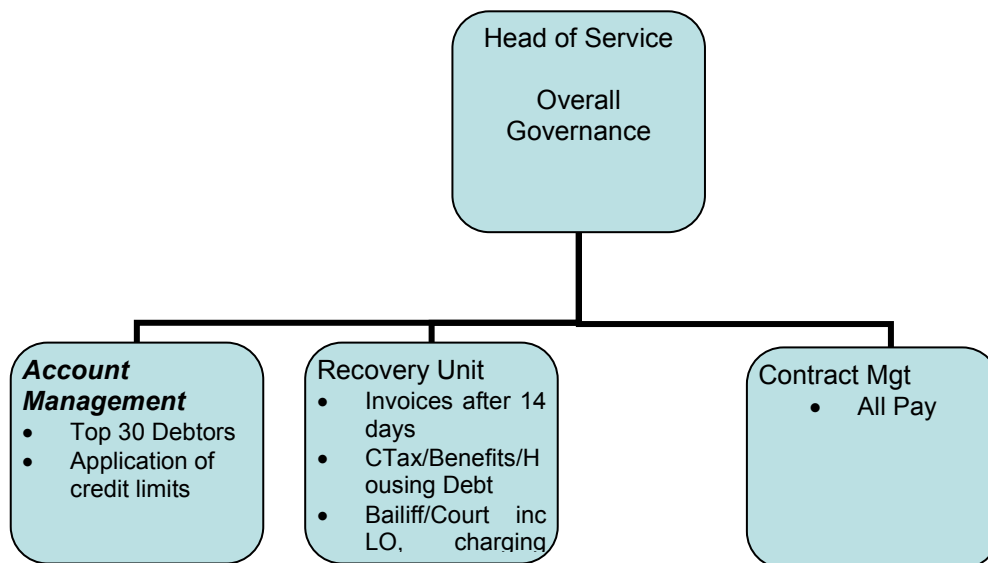 Head of Service
Overall
Governance
Account
Management
• Top 30 Debtors
• Application of
credit limits
Recovery Unit
• Invoices after 14
days
• CTax/Benefits/H
ousing Debt
• Bailiff/Court inc
LO, charging
Contract Mgt
• All Pay